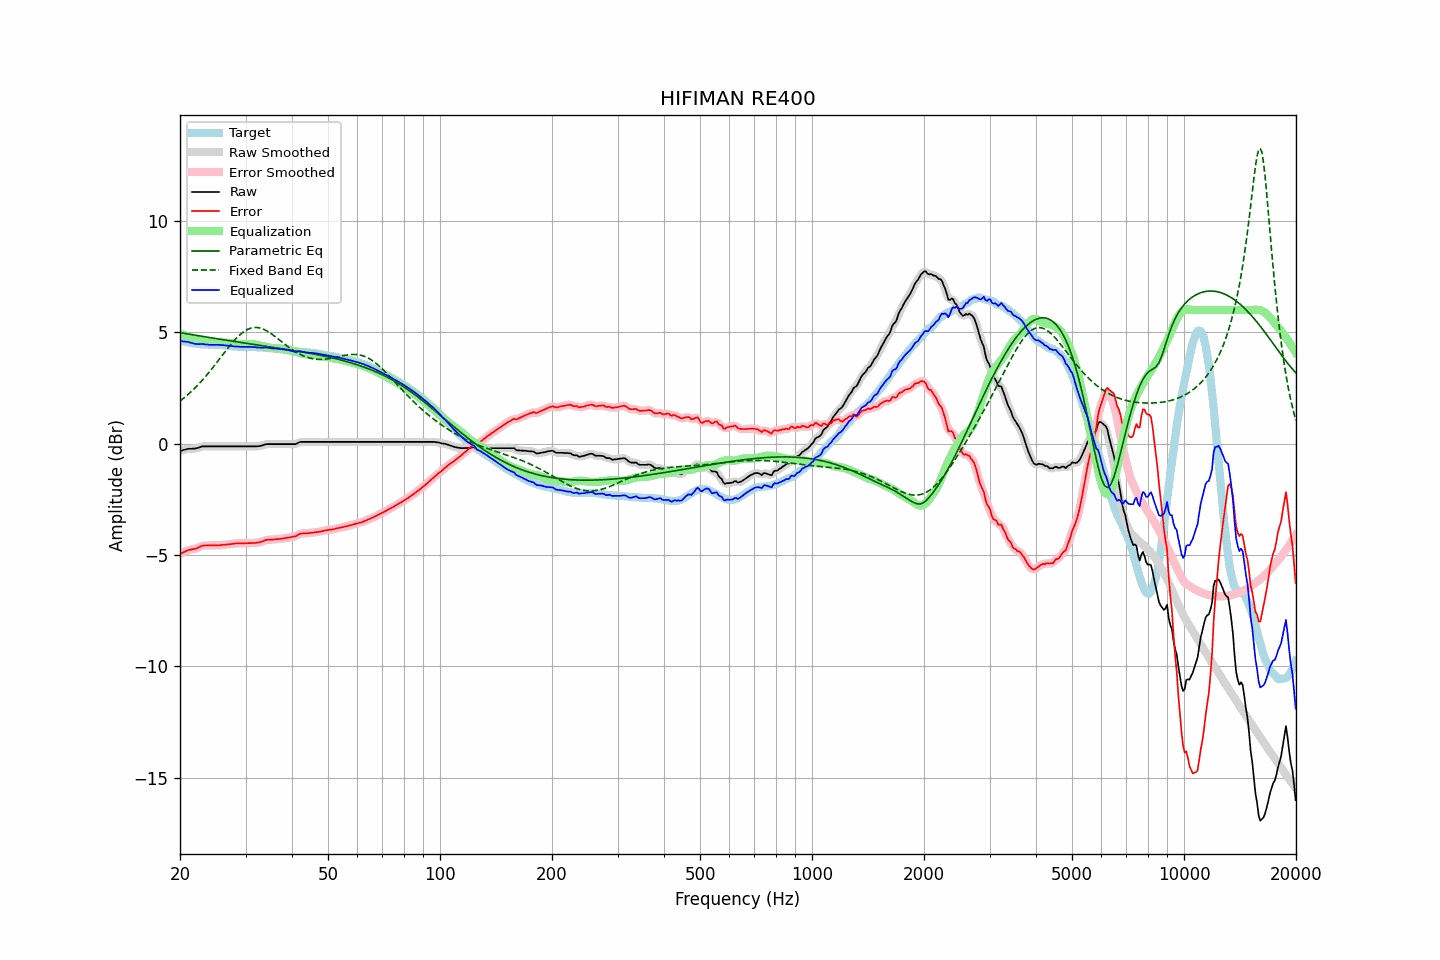 HIFIMAN RE400
Target
Raw Smoothed
Error Smoothed
Raw
Error
Equalization
Parametric Eq
Fixed Band Eq
Equalized
Amplitude (dBr)
10
5
0
−5
−10
−15
20 50 100 200 500 1000 2000 5000 10000 20000
Frequency (Hz)